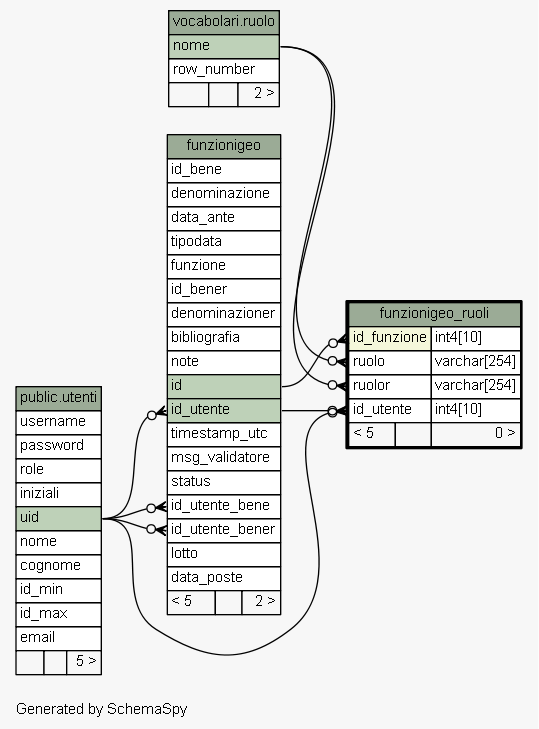 vocabolari.ruolo
nome
row_number
2 >
funzionigeo
id_bene
denominazione
data_ante
tipodata
funzione
id_bener
denominazioner
bibliografia
note
id
id_utente
timestamp_utc
msg_validatore
status
id_utente_bene
id_utente_bener
lotto
data_poste
< 5 2 >
funzionigeo_ruoli
id_funzione int4[10]
ruolo varchar[254]
ruolor varchar[254]
id_utente int4[10]
< 5 0 >
public.utenti
username
password
role
iniziali
uid
nome
cognome
id_min
id_max
email
5 >
Generated by SchemaSpy